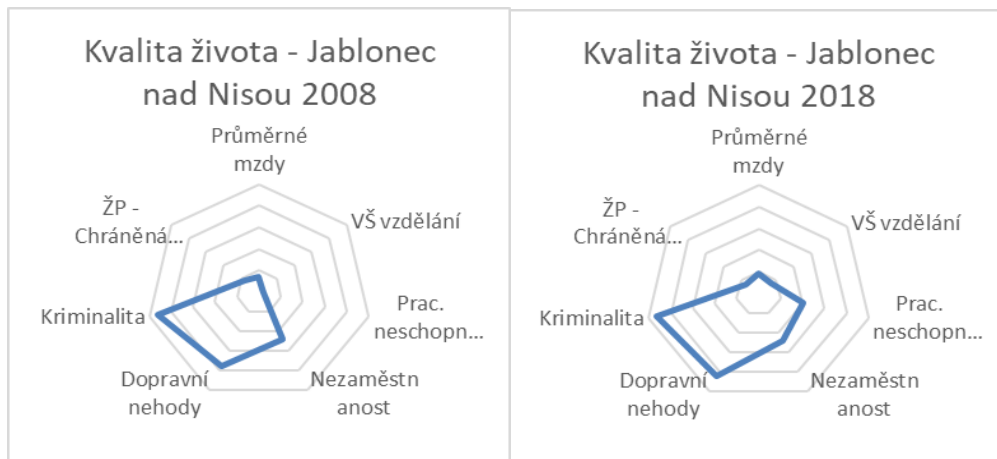 Kvalita života - Jablonec
nad Nisou 2008
Průměrné
mzdy
VŠ vzdělání
Prac.
neschopn...
Nezaměstn
anost
Dopravní
nehody
Kriminalita
ŽP -
Chráněná...
Kvalita života - Jablonec
nad Nisou 2018
Průměrné
mzdy
VŠ vzdělání
Prac.
neschopn...
Nezaměstn
anost
Dopravní
nehody
Kriminalita
ŽP -
Chráněná...